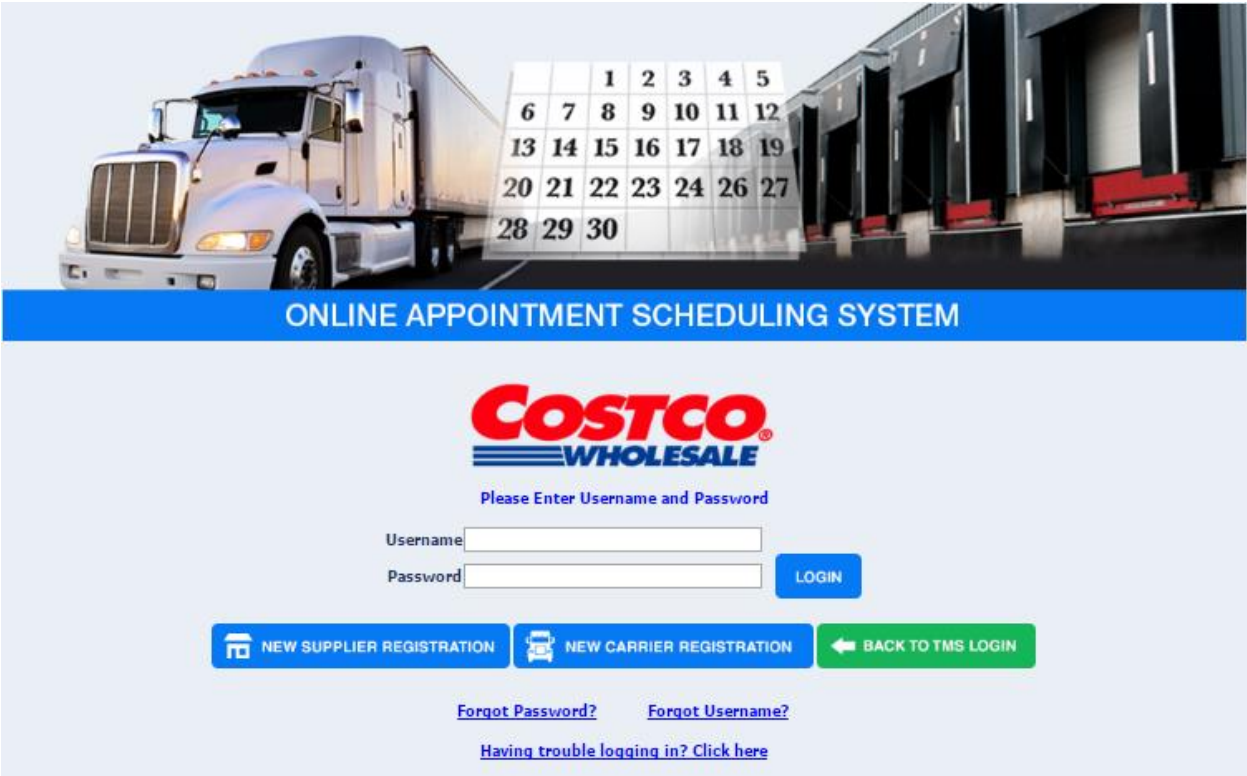 1 2 3 4 5
6 7 8 9 10 11 12
13 14 15 16 17 18 19
20 21 22 23 24 26 27
28 29 30
ONLINE APPOINTMENT SCHEDULING SYSTEM
COSTCO®
WHOLESALE
Please Enter Username and Password
Username
Password
LOGIN
NEW SUPPLIER REGISTRATION NEW CARRIER REGISTRATION BACK TO TMS LOGIN
Forgot Password? Forgot Username?
Having trouble logging in? Click here